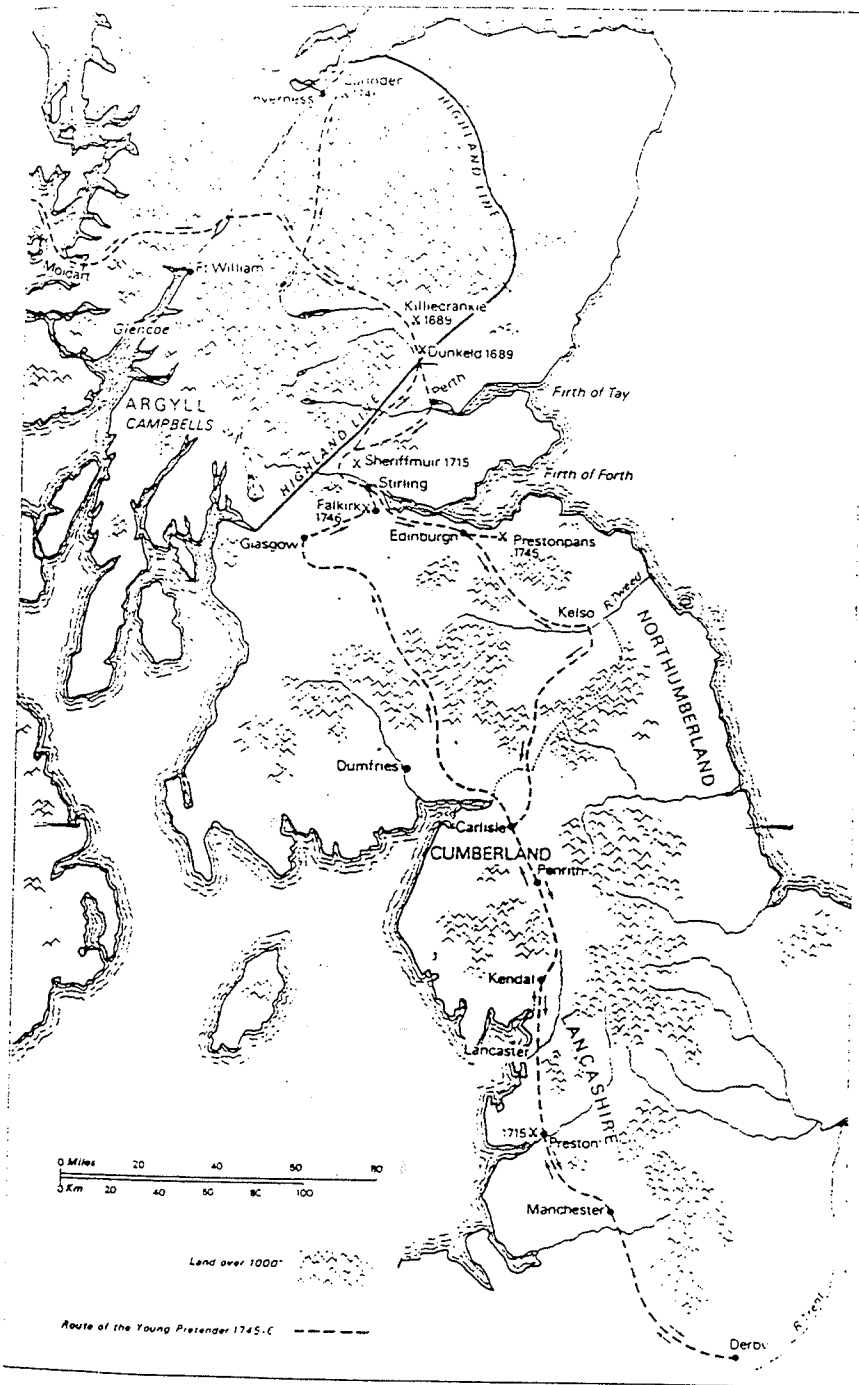 Inverness
HIGHLAND LINE
Moidart
Ft William
Killiecrankie
X 1689
Glencoe
X Dunkeld 1689
Perth
Firth of Tay
ARGYLL
CAMPBELLS
HIGHLAND LINE
X Sheriffmuir 1715
Stirling
Firth of Forth
Falkirk X
1746
Glasgow
Edinburgh
X Prestonpans
1745
R. Tweed
Kelso
NORTHUMBERLAND
Dumfries
Carlisle
CUMBERLAND
Penrith
Kendal
Lancaster
LANCASHIRE
1715 X
Preston
Manchester
0 Miles 20 40 60 80
0 Km 20 40 60 80 100
Land over 1000'
Route of the Young Pretender 1745-6
Derby
R. Trent